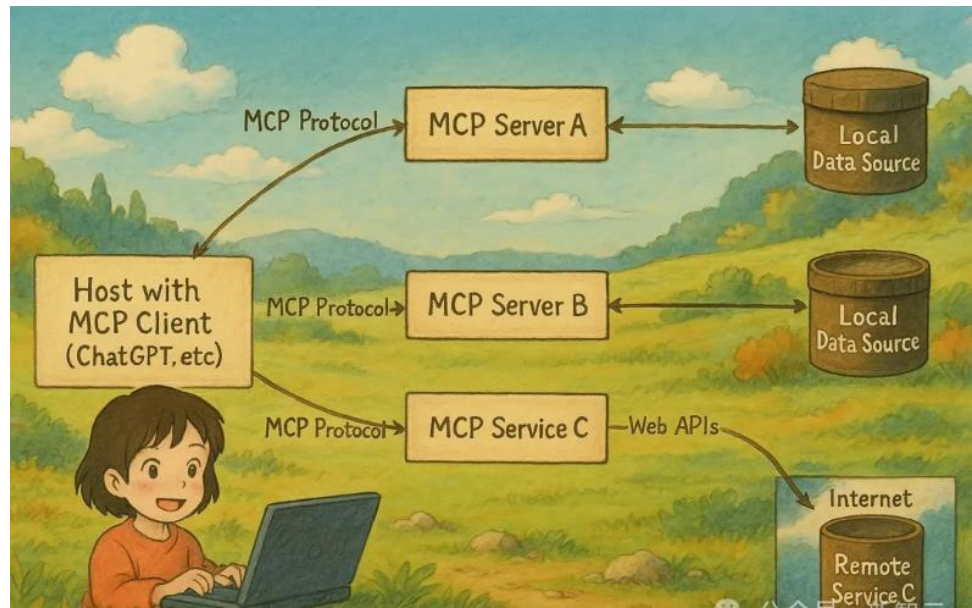 MCP Protocol
MCP Server A
Local
Data Source
Host with
MCP Client
(ChatGPT, etc)
MCP Protocol
MCP Server B
Local
Data Source
MCP Protocol
MCP Service C
Web APIs
Internet
Remote
Service C